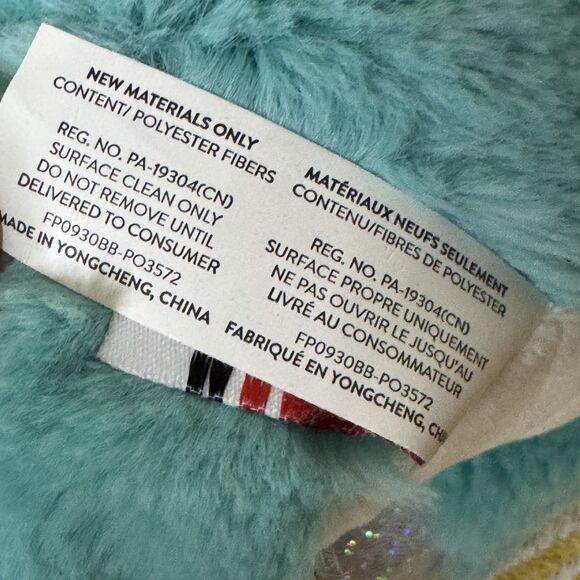 NEW MATERIALS ONLY
CONTENT/ POLYESTER FIBERS
REG. NO. PA-19304(CN)
SURFACE CLEAN ONLY
DO NOT REMOVE UNTIL
DELIVERED TO CONSUMER
FP0930BB-PO3572
MADE IN YONGCHENG, CHINA
MATÉRIAUX NEUFS SEULEMENT
CONTENU/FIBRES DE POLYESTER
REG. NO. PA-19304(CN)
SURFACE PROPRE UNIQUEMENT
NE PAS OUVRIR LE JUSQU'AU
LIVRÉ AU CONSOMMATEUR
FP0930BB-PO3572
FABRIQUÉ EN YONGCHENG,